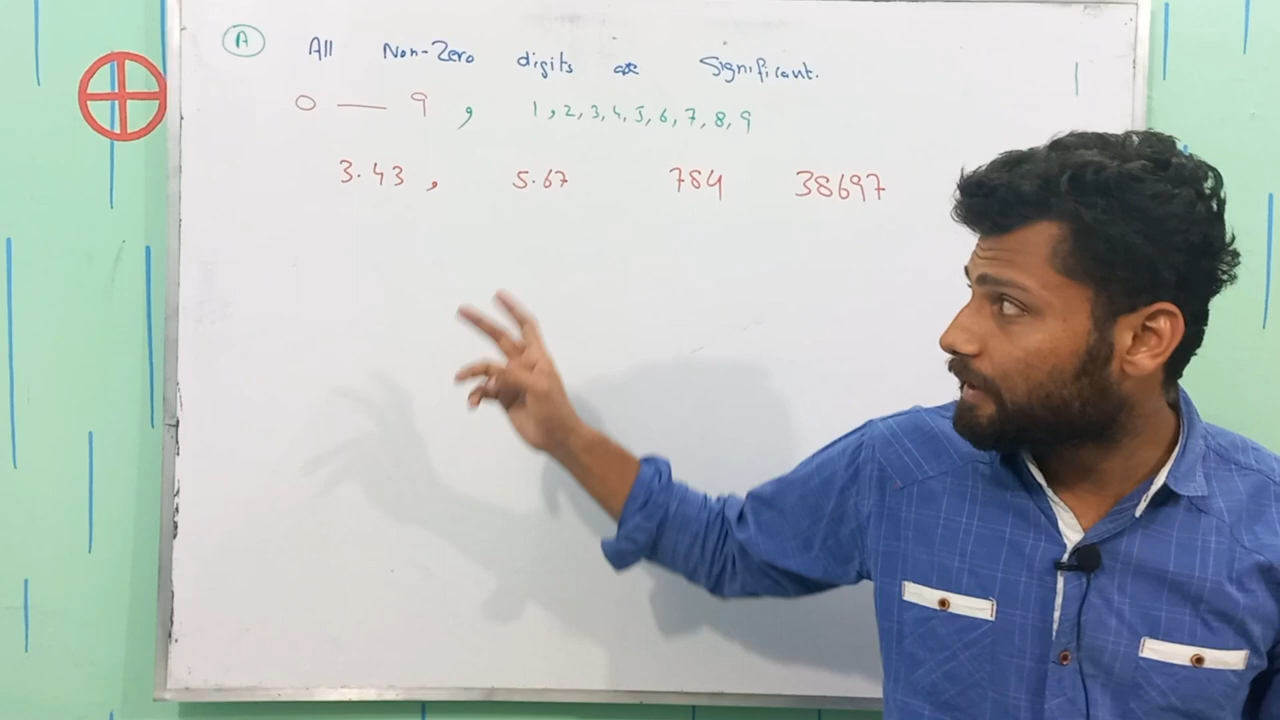 A All Non-Zero digits are Significant.
0 — 9 , 1,2,3,4,5,6,7,8,9
3.43 , 5.67 784 38697